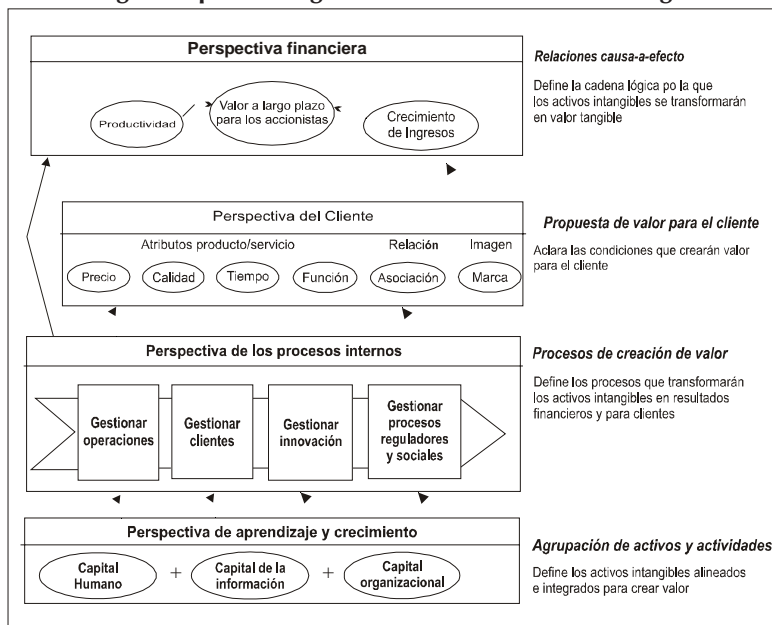 Perspectiva financiera
Productividad
Valor a largo plazo
para los accionistas
Crecimiento
de Ingresos
Relaciones causa-a-efecto
Define la cadena lógica po la que
los activos intangibles se transformarán
en valor tangible
Perspectiva del Cliente
Atributos producto/servicio
Relación
Imagen
Precio
Calidad
Tiempo
Función
Asociación
Marca
Propuesta de valor para el cliente
Aclara las condiciones que crearán valor
para el cliente
Perspectiva de los procesos internos
Gestionar
operaciones
Gestionar
clientes
Gestionar
innovación
Gestionar
procesos
reguladores
y sociales
Procesos de creación de valor
Define los procesos que transformarán
los activos intangibles en resultados
financieros y para clientes
Perspectiva de aprendizaje y crecimiento
Capital
Humano
+
Capital de la
información
+
Capital
organizacional
Agrupación de activos y actividades
Define los activos intangibles alineados
e integrados para crear valor